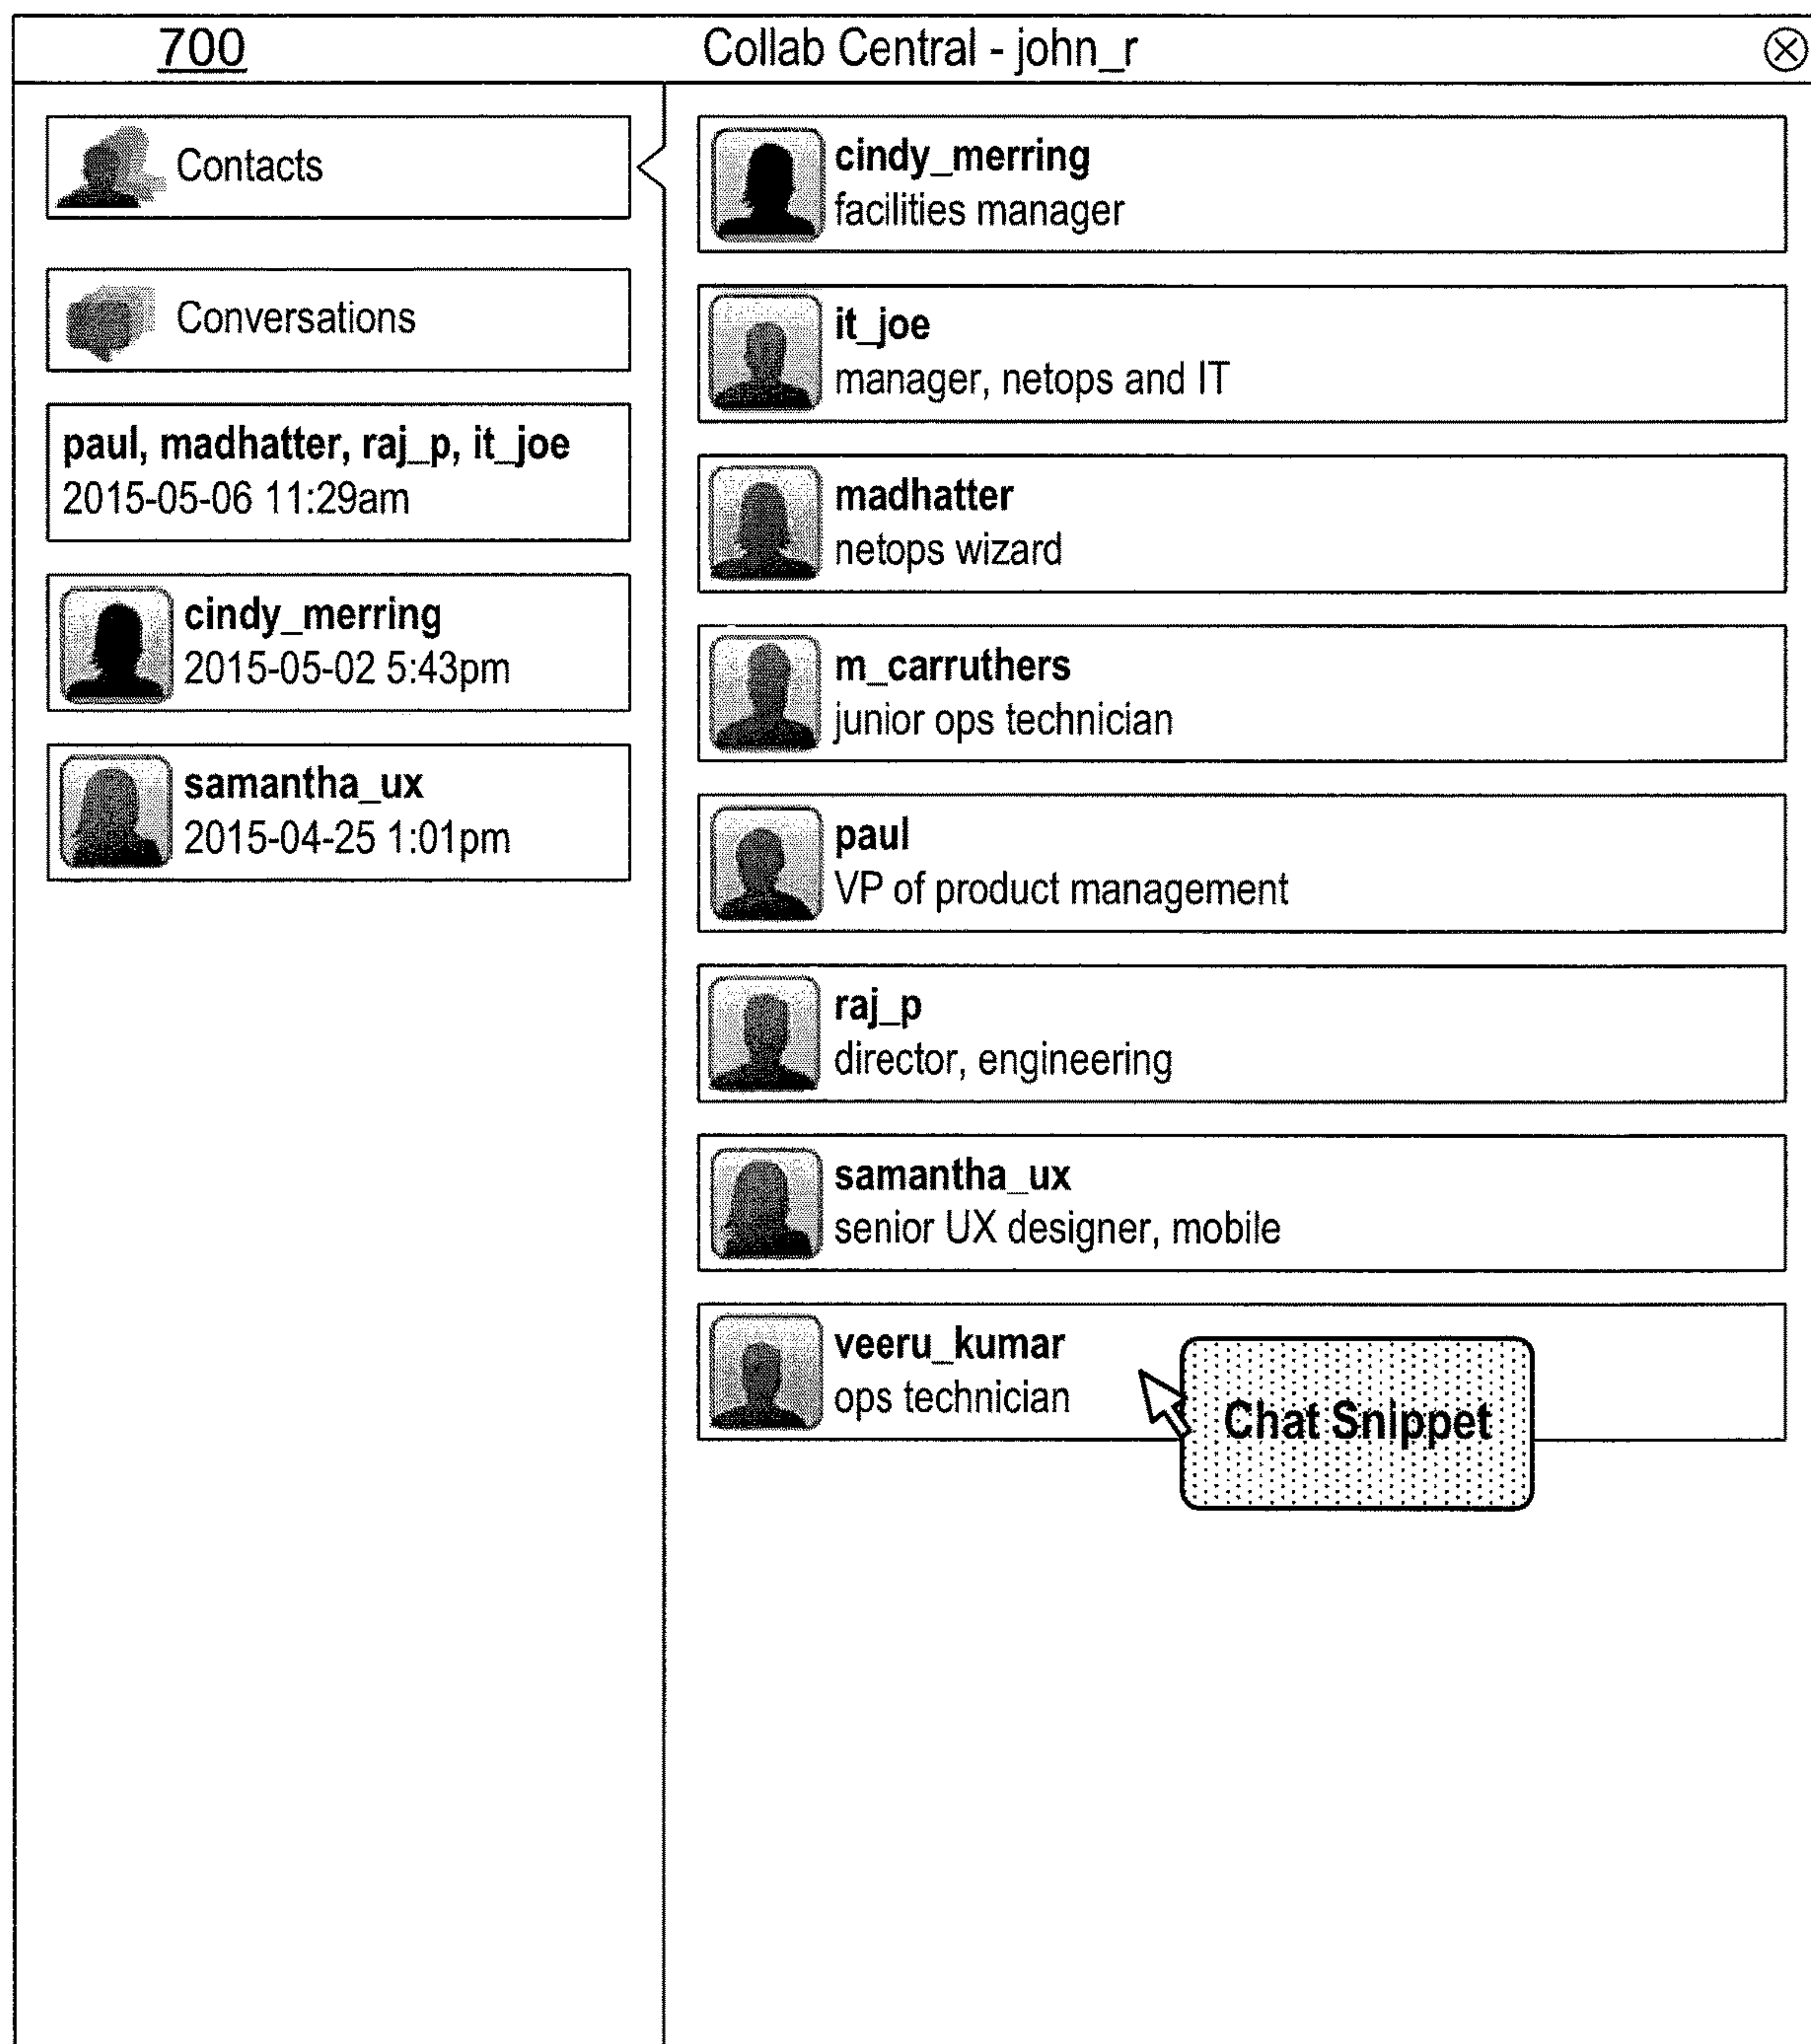 700
Collab Central - john_r
Contacts
Conversations
paul, madhatter, raj_p, it_joe
2015-05-06 11:29am
cindy_merring
2015-05-02 5:43pm
samantha_ux
2015-04-25 1:01pm
cindy_merring
facilities manager
it_joe
manager, netops and IT
madhatter
netops wizard
m_carruthers
junior ops technician
paul
VP of product management
raj_p
director, engineering
samantha_ux
senior UX designer, mobile
veeru_kumar
ops technician
Chat Snippet